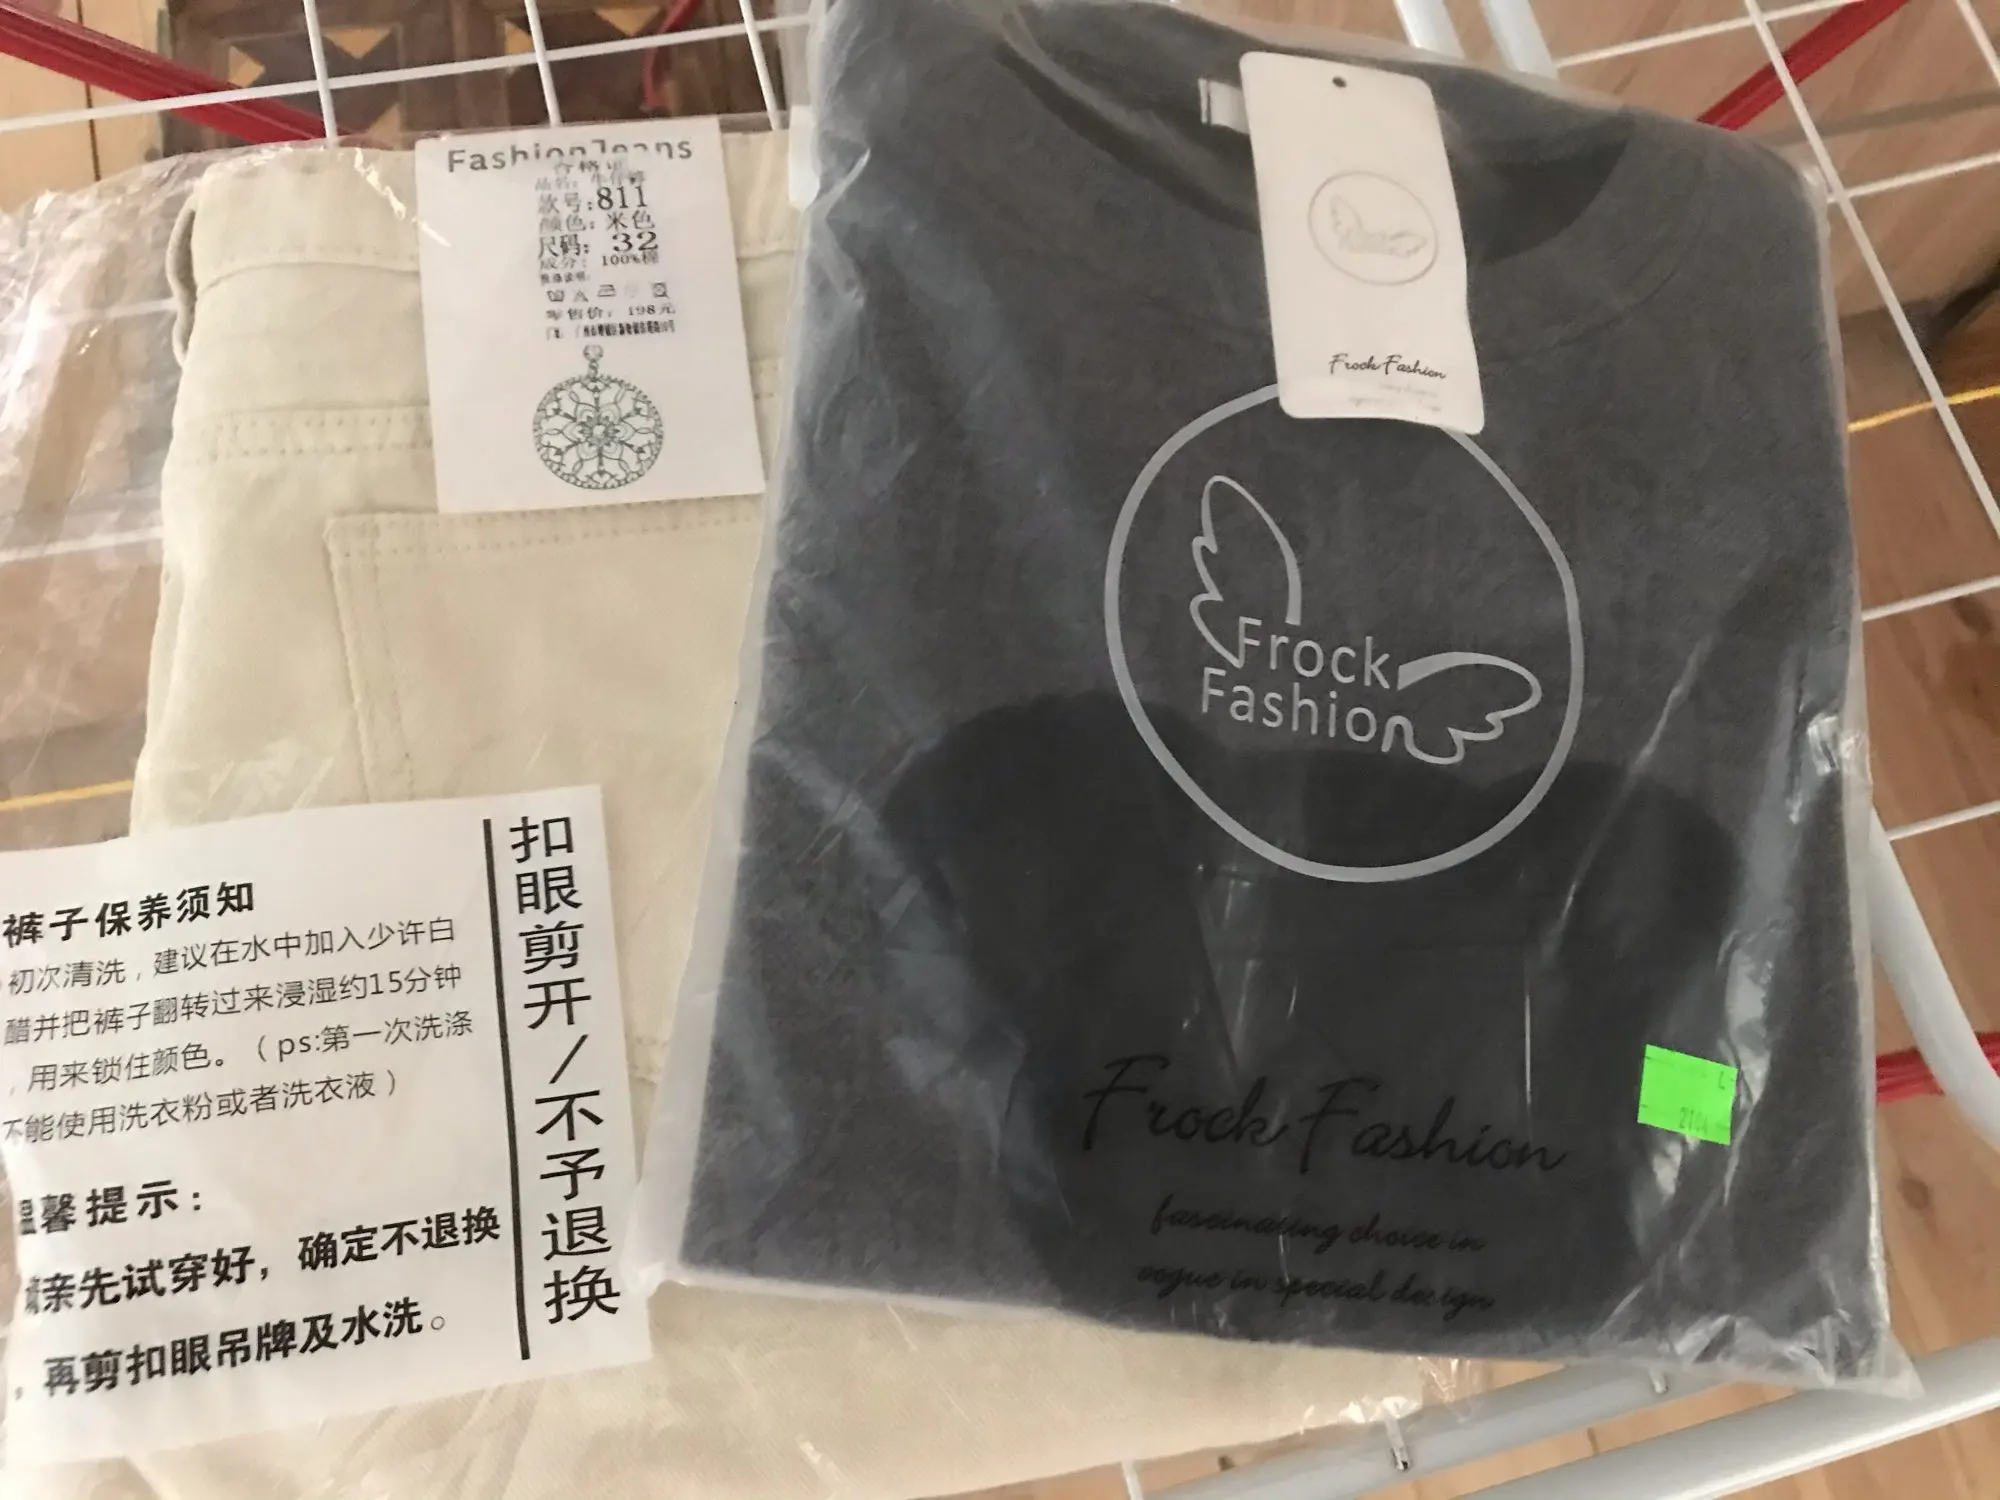 FashionJeans
合格证
品名：牛仔裤
款号:811
颜色：米色
尺码：32
成分：100%棉
零售价：198元
裤子保养须知
初次清洗，建议在水中加入少许白
醋并把裤子翻转过来浸湿约15分钟
，用来锁住颜色。（ps:第一次洗涤
不能使用洗衣粉或者洗衣液）
温馨提示：
亲先试穿好，确定不退换
，再剪扣眼吊牌及水洗。
扣眼剪开/不予退换
Frock Fashion
Frock
Fashion
Frock Fashion
fascinating choice in
vogue in special design
L